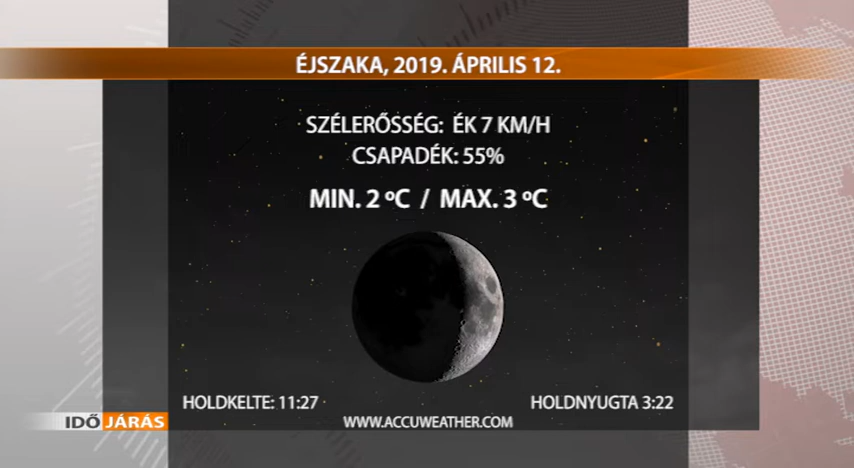 ÉJSZAKA, 2019. ÁPRILIS 12.
SZÉLERŐSSÉG: ÉK 7 KM/H
CSAPADÉK: 55%
MIN. 2 ºC / MAX. 3 ºC
HOLDKELTE: 11:27
HOLDNYUGTA 3:22
WWW.ACCUWEATHER.COM
IDŐJÁRÁS